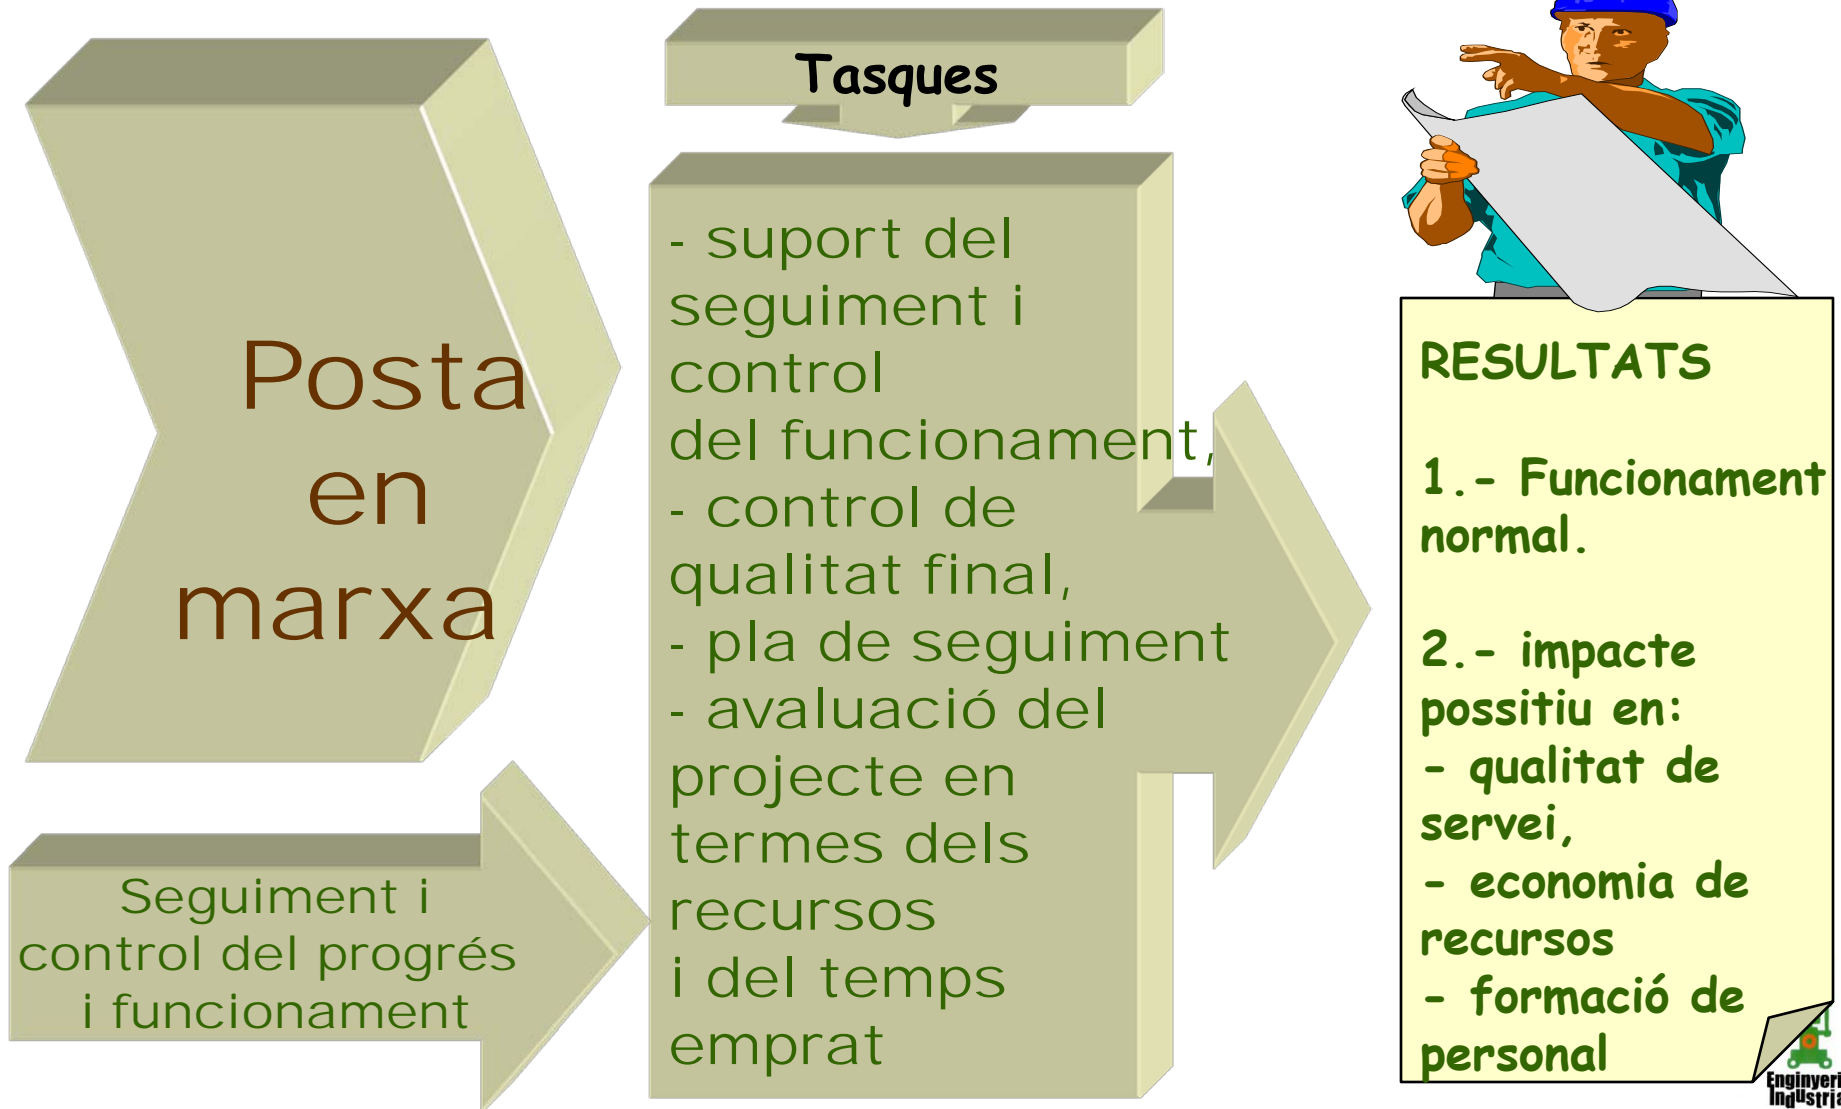 Posta
en
marxa
Seguiment i
control del progrés
i funcionament
Tasques
- suport del
seguiment i
control
del funcionament,
- control de
qualitat final,
- pla de seguiment
- avaluació del
projecte en
termes dels
recursos
i del temps
emprat
RESULTATS
1.- Funcionament
normal.
2.- impacte
possitiu en:
- qualitat de
servei,
- economia de
recursos
- formació de
personal
Enginyeri
Industria